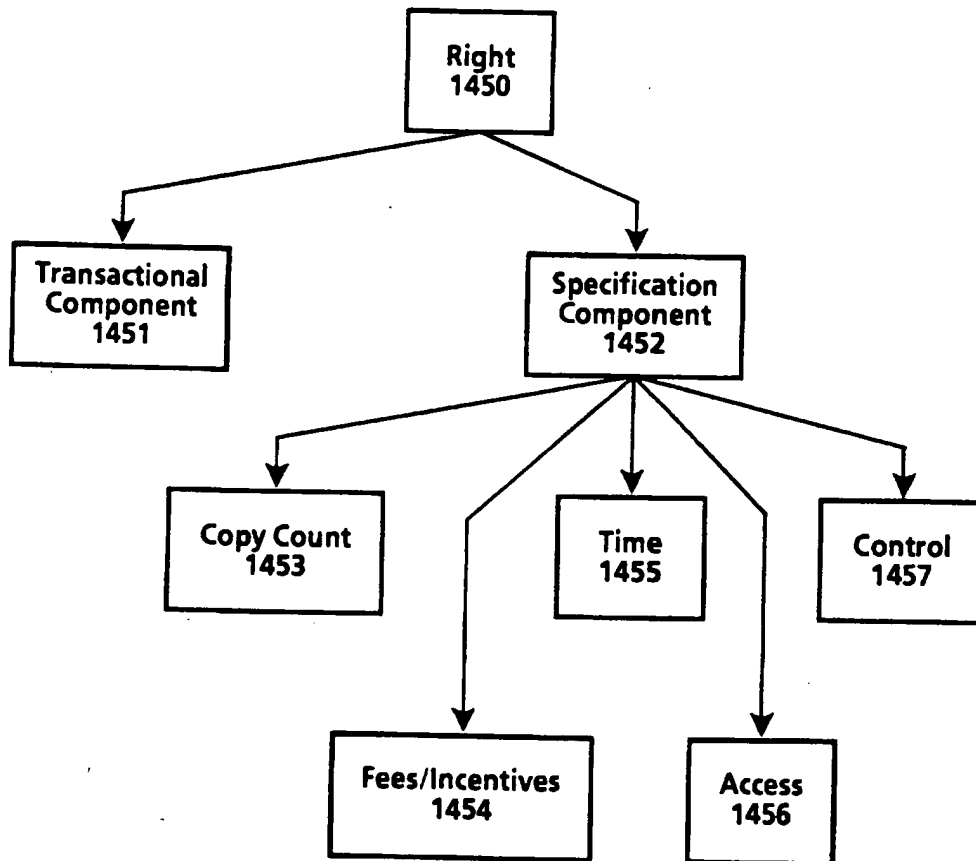 Right
1450
Transactional
Component
1451
Specification
Component
1452
Copy Count
1453
Time
1455
Control
1457
Fees/Incentives
1454
Access
1456